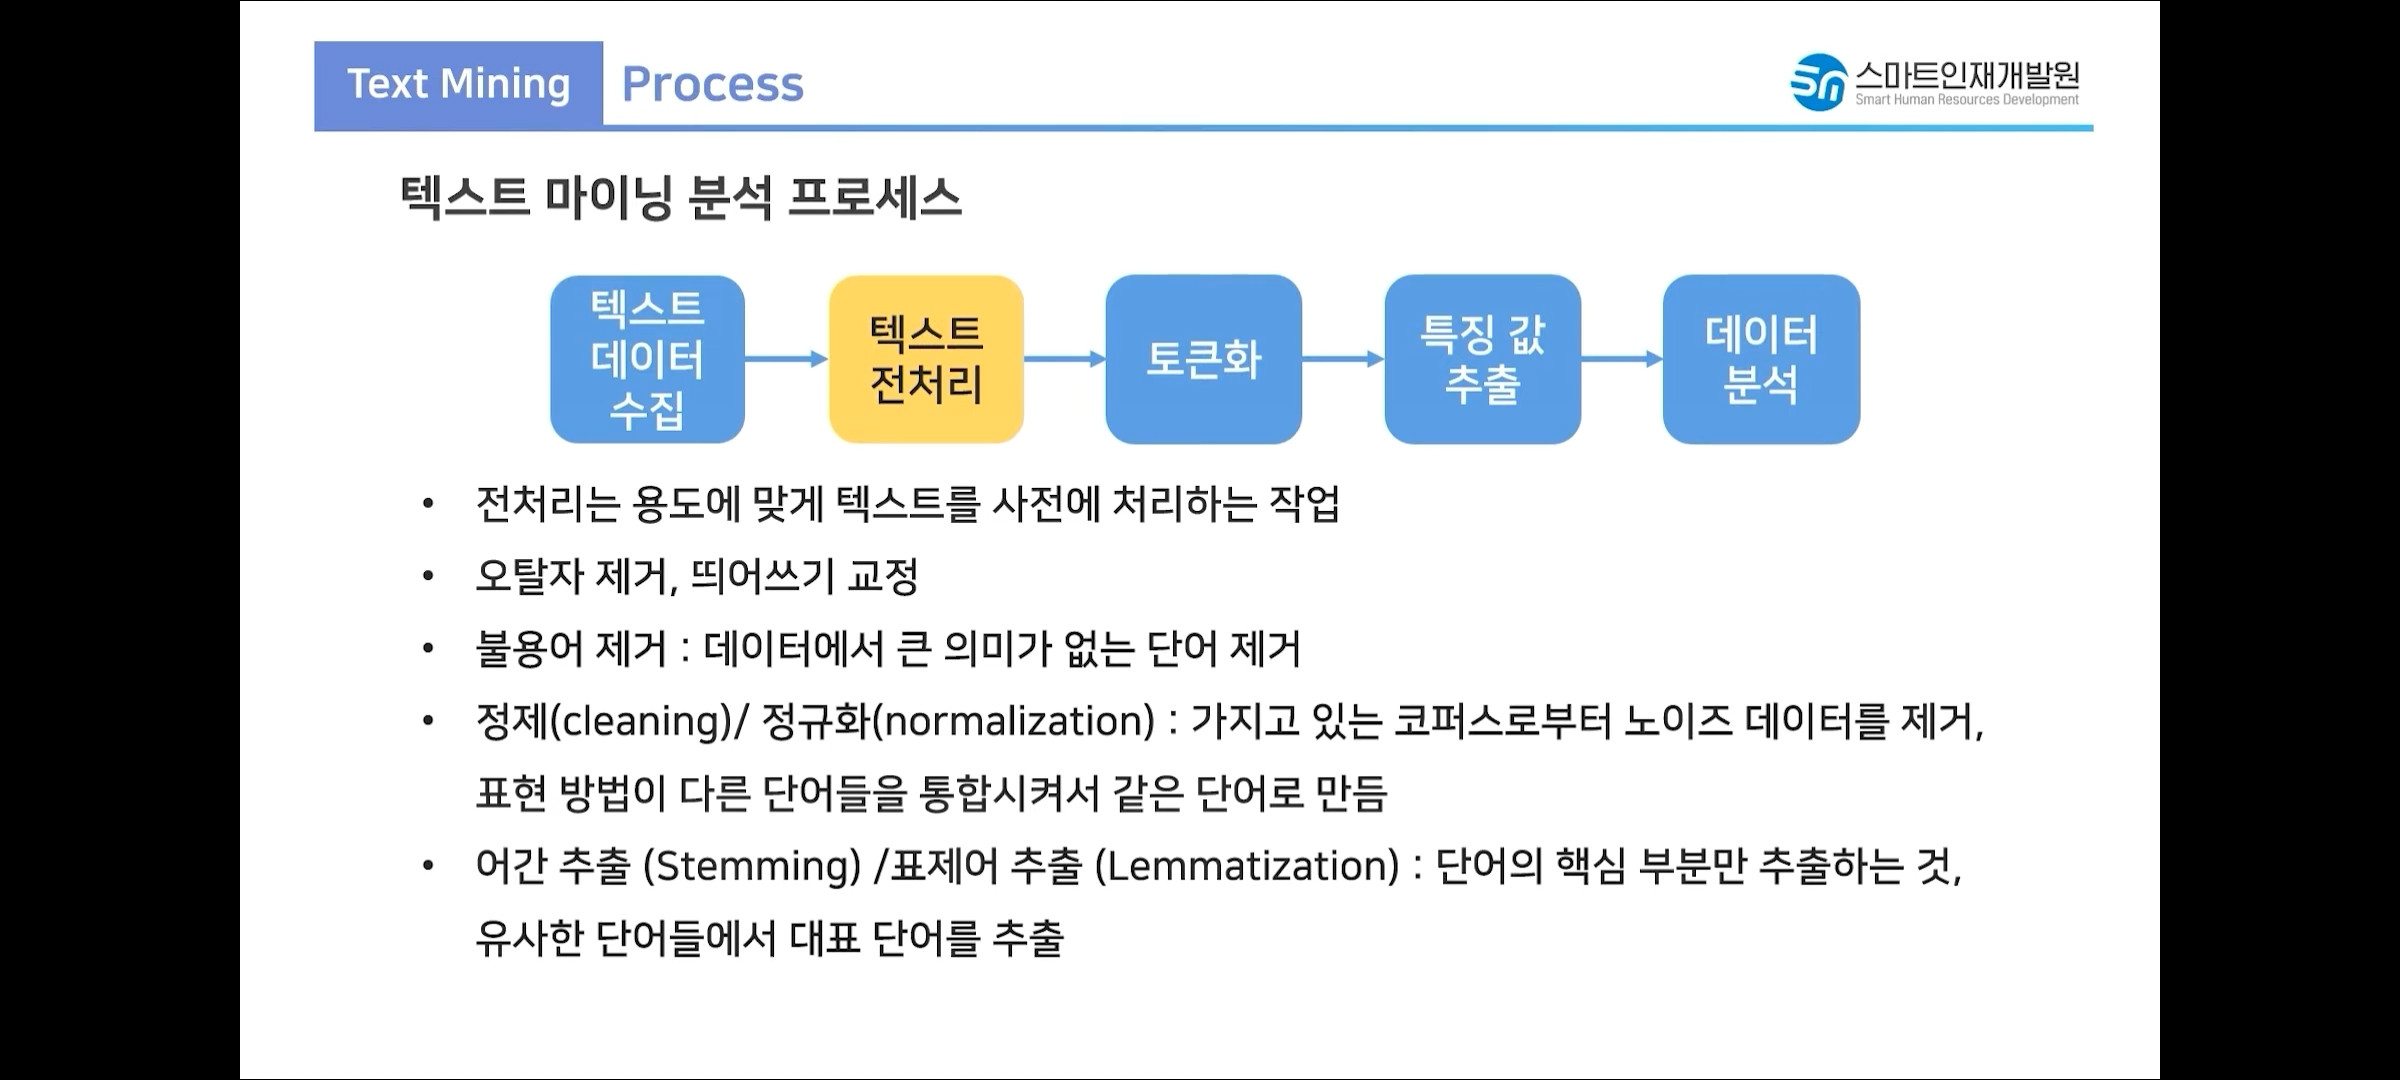 Text Mining Process
스마트인재개발원
Smart Human Resources Development
텍스트 마이닝 분석 프로세스
텍스트
데이터
수집
텍스트
전처리
토큰화
특징 값
추출
데이터
분석
• 전처리는 용도에 맞게 텍스트를 사전에 처리하는 작업
• 오탈자 제거, 띄어쓰기 교정
• 불용어 제거 : 데이터에서 큰 의미가 없는 단어 제거
• 정제(cleaning)/ 정규화(normalization) : 가지고 있는 코퍼스로부터 노이즈 데이터를 제거,
표현 방법이 다른 단어들을 통합시켜서 같은 단어로 만듬
• 어간 추출 (Stemming) /표제어 추출 (Lemmatization) : 단어의 핵심 부분만 추출하는 것,
유사한 단어들에서 대표 단어를 추출